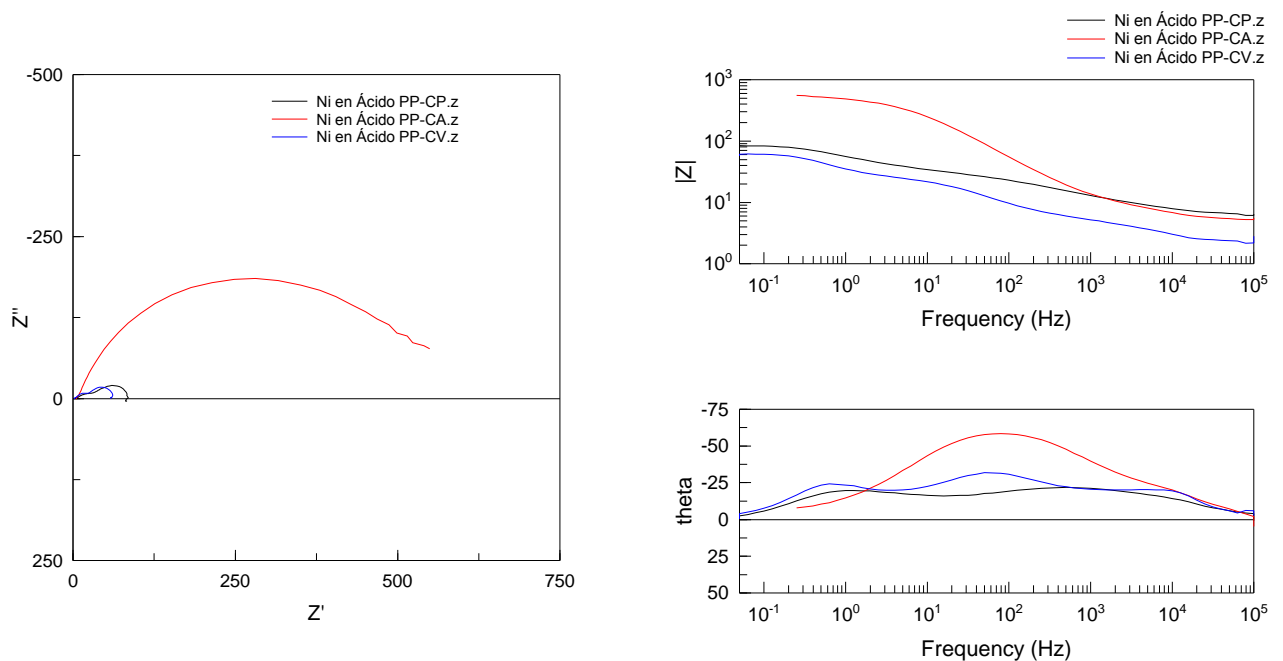 -500
-250
0
250
0
250
500
750
Z'
Z''
Ni en Ácido PP-CP.z
Ni en Ácido PP-CA.z
Ni en Ácido PP-CV.z
Ni en Ácido PP-CP.z
Ni en Ácido PP-CA.z
Ni en Ácido PP-CV.z
10³
10²
10¹
10⁰
|Z|
10⁻¹ 10⁰ 10¹ 10² 10³ 10⁴ 10⁵
Frequency (Hz)
-75
-50
-25
0
25
50
theta
10⁻¹ 10⁰ 10¹ 10² 10³ 10⁴ 10⁵
Frequency (Hz)